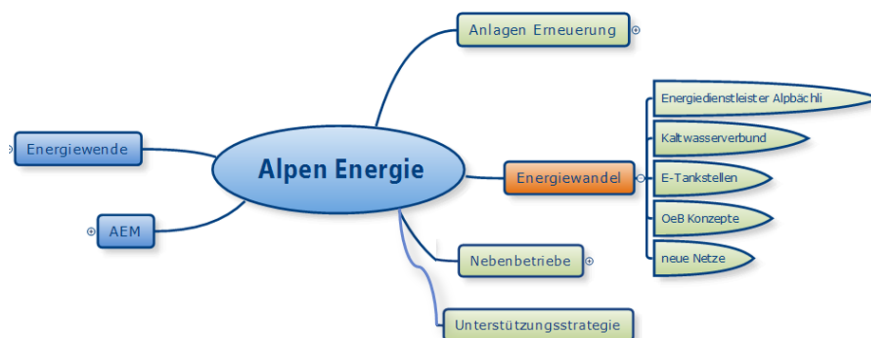 Anlagen Erneuerung
Energiedienstleister Alpbächli
Kaltwasserverbund
Energiewende
Alpen Energie
Energiewandel
E-Tankstellen
AEM
OeB Konzepte
Nebenbetriebe
neue Netze
Unterstützungsstrategie